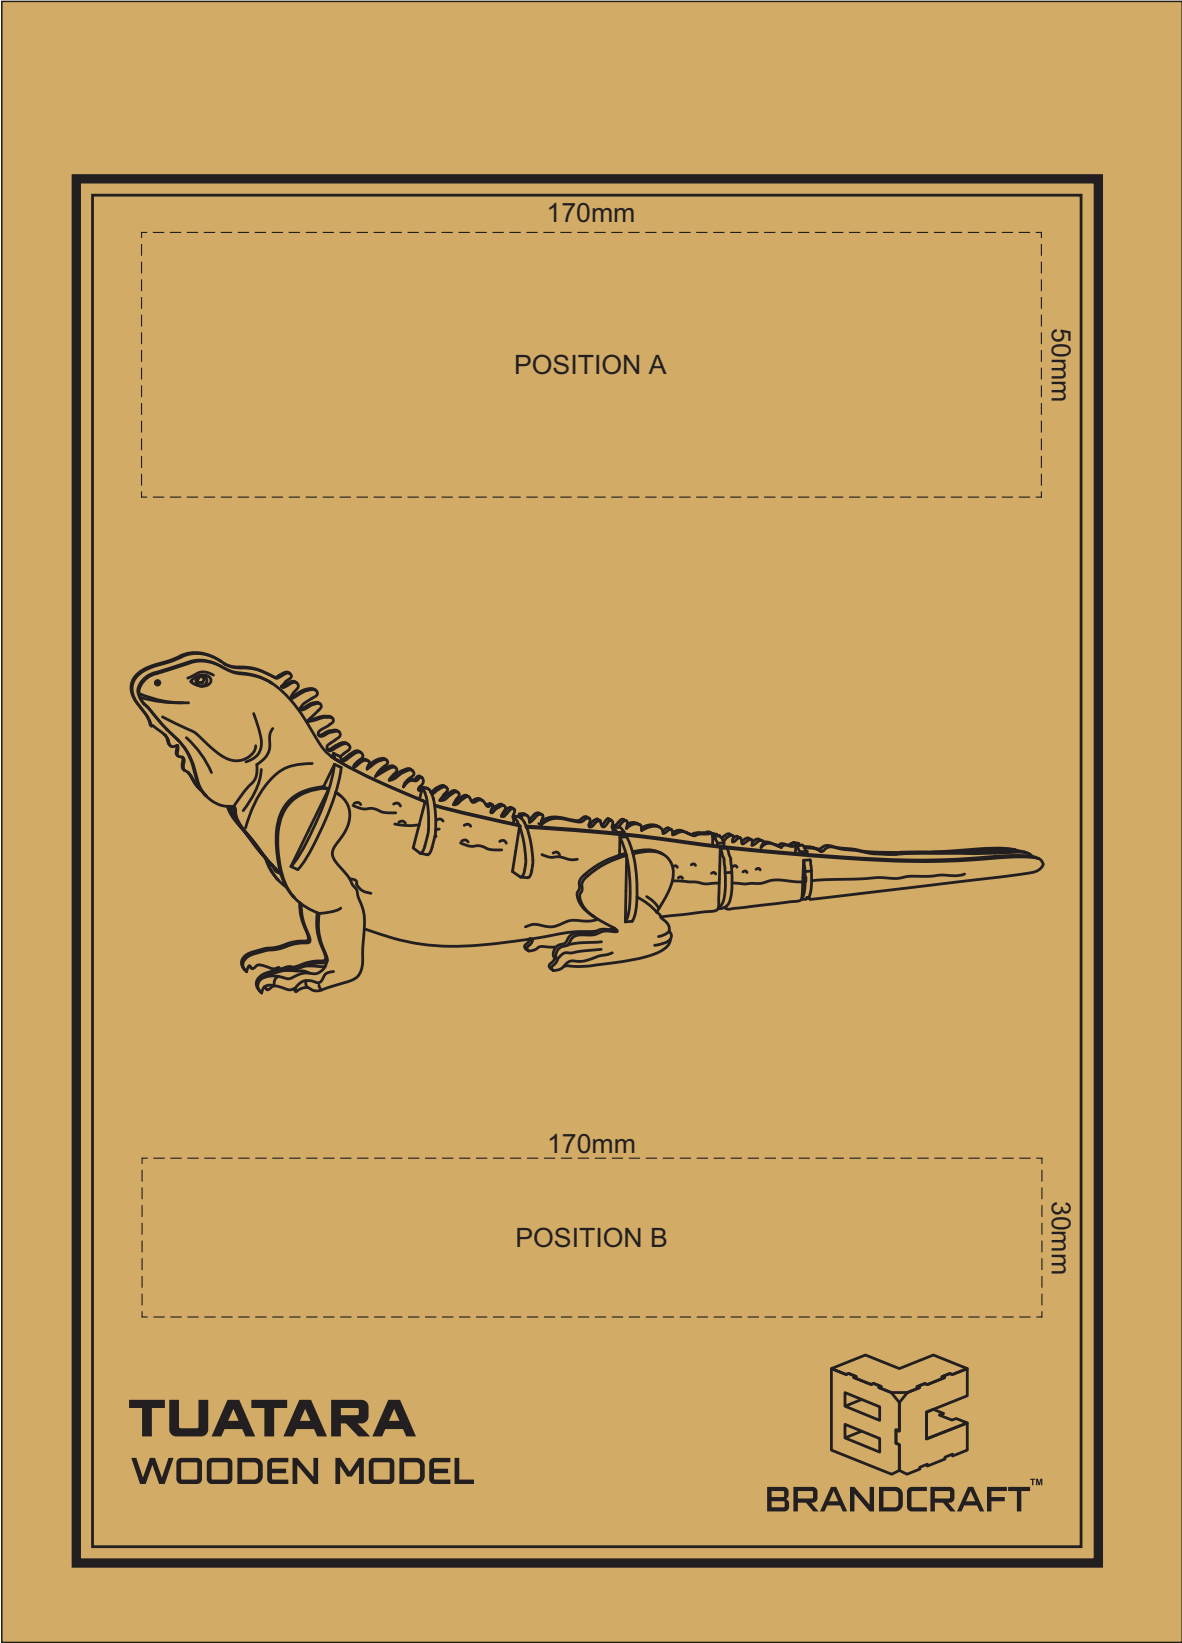 170mm
50mm
POSITION A
170mm
30mm
POSITION B
TUATARA
WOODEN MODEL
BRANDCRAFT™